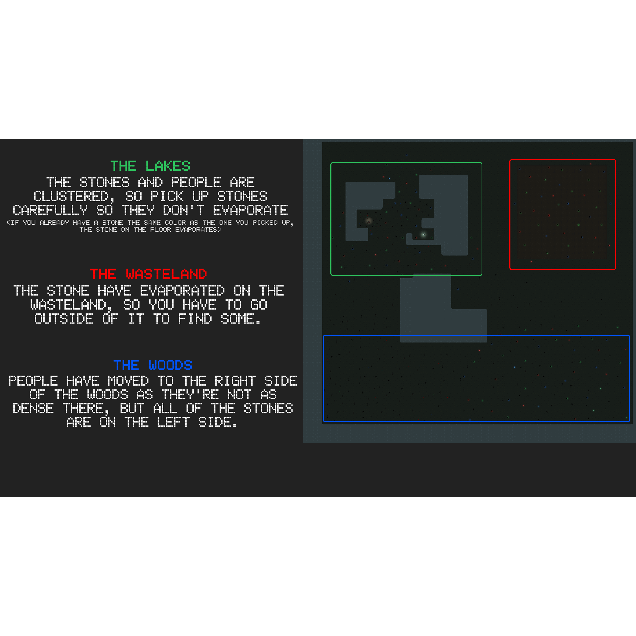 THE LAKES
THE STONES AND PEOPLE ARE
CLUSTERED, SO PICK UP STONES
CAREFULLY SO THEY DON'T EVAPORATE
(IF YOU ALREADY HAVE A STONE THE SAME COLOR AS THE ONE YOU PICKED UP,
THE STONE ON THE FLOOR EVAPORATES)
THE WASTELAND
THE STONE HAVE EVAPORATED ON THE
WASTELAND, SO YOU HAVE TO GO
OUTSIDE OF IT TO FIND SOME.
THE WOODS
PEOPLE HAVE MOVED TO THE RIGHT SIDE
OF THE WOODS AS THEY'RE NOT AS
DENSE THERE, BUT ALL OF THE STONES
ARE ON THE LEFT SIDE.